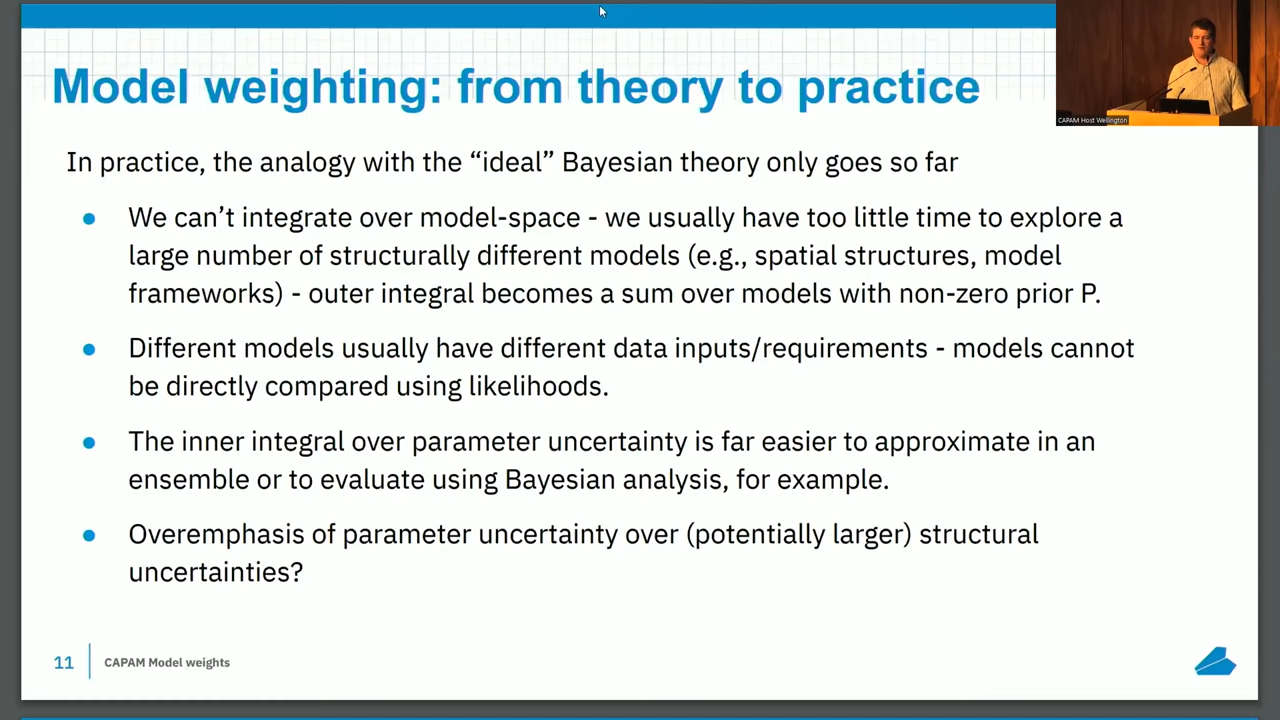 Model weighting: from theory to practice
CAPAM Host Wellington
In practice, the analogy with the “ideal” Bayesian theory only goes so far
● We can’t integrate over model-space - we usually have too little time to explore a
large number of structurally different models (e.g., spatial structures, model
frameworks) - outer integral becomes a sum over models with non-zero prior P.
● Different models usually have different data inputs/requirements - models cannot
be directly compared using likelihoods.
● The inner integral over parameter uncertainty is far easier to approximate in an
ensemble or to evaluate using Bayesian analysis, for example.
● Overemphasis of parameter uncertainty over (potentially larger) structural
uncertainties?
11 CAPAM Model weights